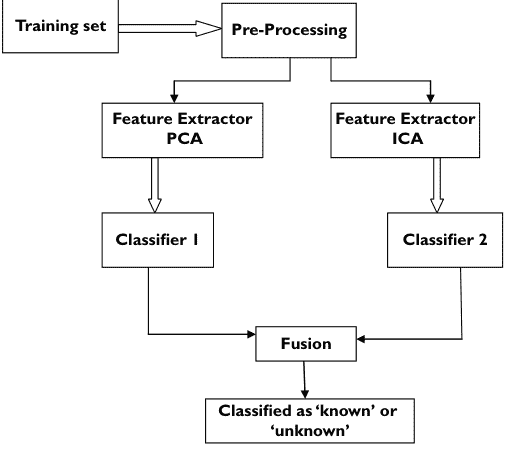 Training set
Pre-Processing
Feature Extractor
PCA
Feature Extractor
ICA
Classifier 1
Classifier 2
Fusion
Classified as ‘known’ or
‘unknown’